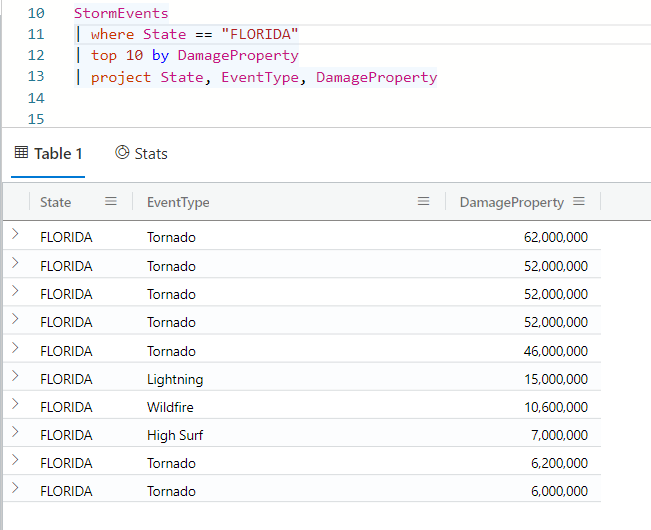 10 StormEvents
11 | where State == "FLORIDA"
12 | top 10 by DamageProperty
13 | project State, EventType, DamageProperty
14
15
Table 1 Stats
State EventType DamageProperty
FLORIDA Tornado 62,000,000
FLORIDA Tornado 52,000,000
FLORIDA Tornado 52,000,000
FLORIDA Tornado 52,000,000
FLORIDA Tornado 46,000,000
FLORIDA Lightning 15,000,000
FLORIDA Wildfire 10,600,000
FLORIDA High Surf 7,000,000
FLORIDA Tornado 6,200,000
FLORIDA Tornado 6,000,000